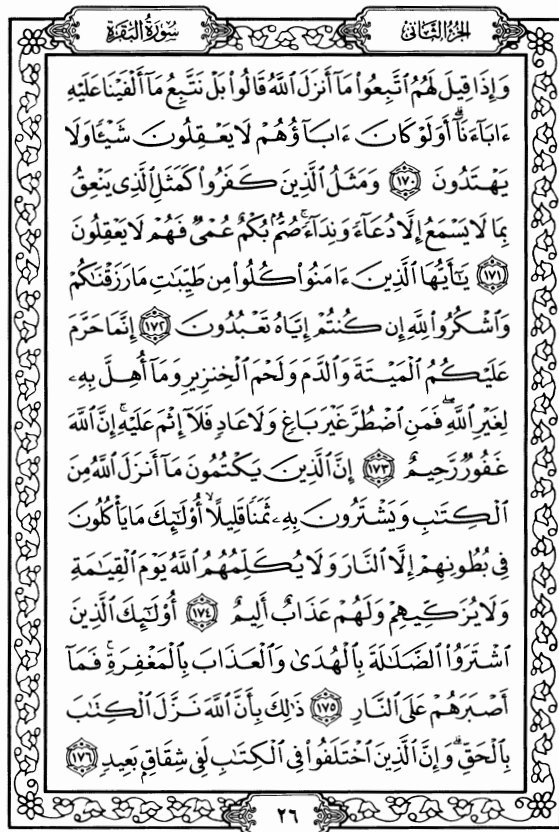 الجزء الثاني
سورة البقرة
وَإِذَا قِيلَ لَهُمُ ٱتَّبِعُوا۟ مَآ أَنزَلَ ٱللَّهُ قَالُوا۟ بَلْ نَتَّبِعُ مَآ أَلْفَيْنَا عَلَيْهِ
ءَابَآءَنَآ ۗ أَوَلَوْ كَانَ ءَابَآؤُهُمْ لَا يَعْقِلُونَ شَيْـًٔا وَلَا
يَهْتَدُونَ ١٧٠ وَمَثَلُ ٱلَّذِينَ كَفَرُوا۟ كَمَثَلِ ٱلَّذِى يَنْعِقُ
بِمَا لَا يَسْمَعُ إِلَّا دُعَآءً وَنِدَآءً ۚ صُمٌّۢ بُكْمٌ عُمْىٌ فَهُمْ لَا يَعْقِلُونَ
١٧١ يَـٰٓأَيُّهَا ٱلَّذِينَ ءَامَنُوا۟ كُلُوا۟ مِن طَيِّبَـٰتِ مَا رَزَقْنَـٰكُمْ
وَٱشْكُرُوا۟ لِلَّهِ إِن كُنتُمْ إِيَّاهُ تَعْبُدُونَ ١٧٢ إِنَّمَا حَرَّمَ
عَلَيْكُمُ ٱلْمَيْتَةَ وَٱلدَّمَ وَلَحْمَ ٱلْخِنزِيرِ وَمَآ أُهِلَّ بِهِۦ
لِغَيْرِ ٱللَّهِ ۖ فَمَنِ ٱضْطُرَّ غَيْرَ بَاغٍ وَلَا عَادٍ فَلَآ إِثْمَ عَلَيْهِ ۚ إِنَّ ٱللَّهَ
غَفُورٌ رَّحِيمٌ ١٧٣ إِنَّ ٱلَّذِينَ يَكْتُمُونَ مَآ أَنزَلَ ٱللَّهُ مِنَ
ٱلْكِتَـٰبِ وَيَشْتَرُونَ بِهِۦ ثَمَنًا قَلِيلًا ۙ أُو۟لَـٰٓئِكَ مَا يَأْكُلُونَ
فِى بُطُونِهِمْ إِلَّا ٱلنَّارَ وَلَا يُكَلِّمُهُمُ ٱللَّهُ يَوْمَ ٱلْقِيَـٰمَةِ
وَلَا يُزَكِّيهِمْ وَلَهُمْ عَذَابٌ أَلِيمٌ ١٧٤ أُو۟لَـٰٓئِكَ ٱلَّذِينَ
ٱشْتَرَوُا۟ ٱلضَّلَـٰلَةَ بِٱلْهُدَىٰ وَٱلْعَذَابَ بِٱلْمَغْفِرَةِ ۚ فَمَآ
أَصْبَرَهُمْ عَلَى ٱلنَّارِ ١٧٥ ذَٰلِكَ بِأَنَّ ٱللَّهَ نَزَّلَ ٱلْكِتَـٰبَ
بِٱلْحَقِّ ۗ وَإِنَّ ٱلَّذِينَ ٱخْتَلَفُوا۟ فِى ٱلْكِتَـٰبِ لَفِى شِقَاقٍۭ بَعِيدٍ ١٧٦
٢٦